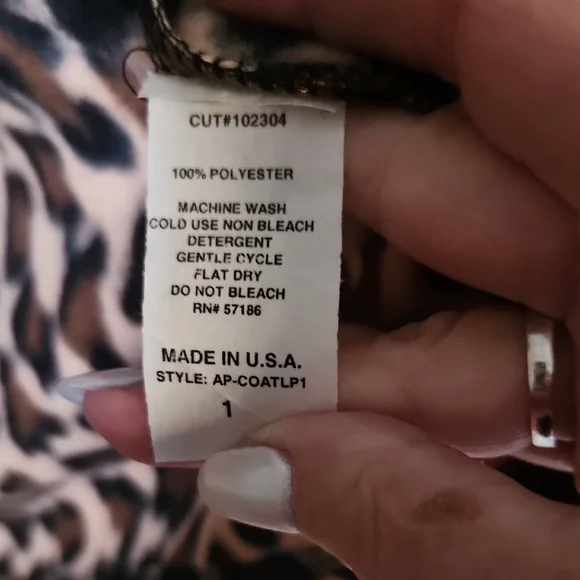 CUT#102304
100% POLYESTER
MACHINE WASH
COLD USE NON BLEACH
DETERGENT
GENTLE CYCLE
FLAT DRY
DO NOT BLEACH
RN# 57186
MADE IN U.S.A.
STYLE: AP-COATLP1
1